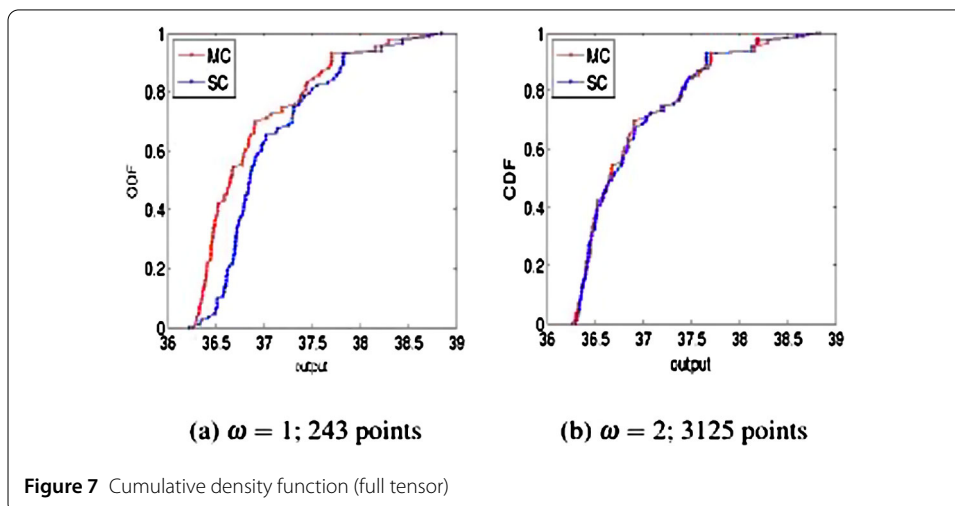 1
0.8
0.6
0.4
0.2
0
MC
SC
CDF
36 36.5 37 37.5 38 38.5 39
output
(a) ω = 1; 243 points
1
0.8
0.6
0.4
0.2
0
MC
SC
CDF
36 36.5 37 37.5 38 38.5 39
output
(b) ω = 2; 3125 points
Figure 7 Cumulative density function (full tensor)